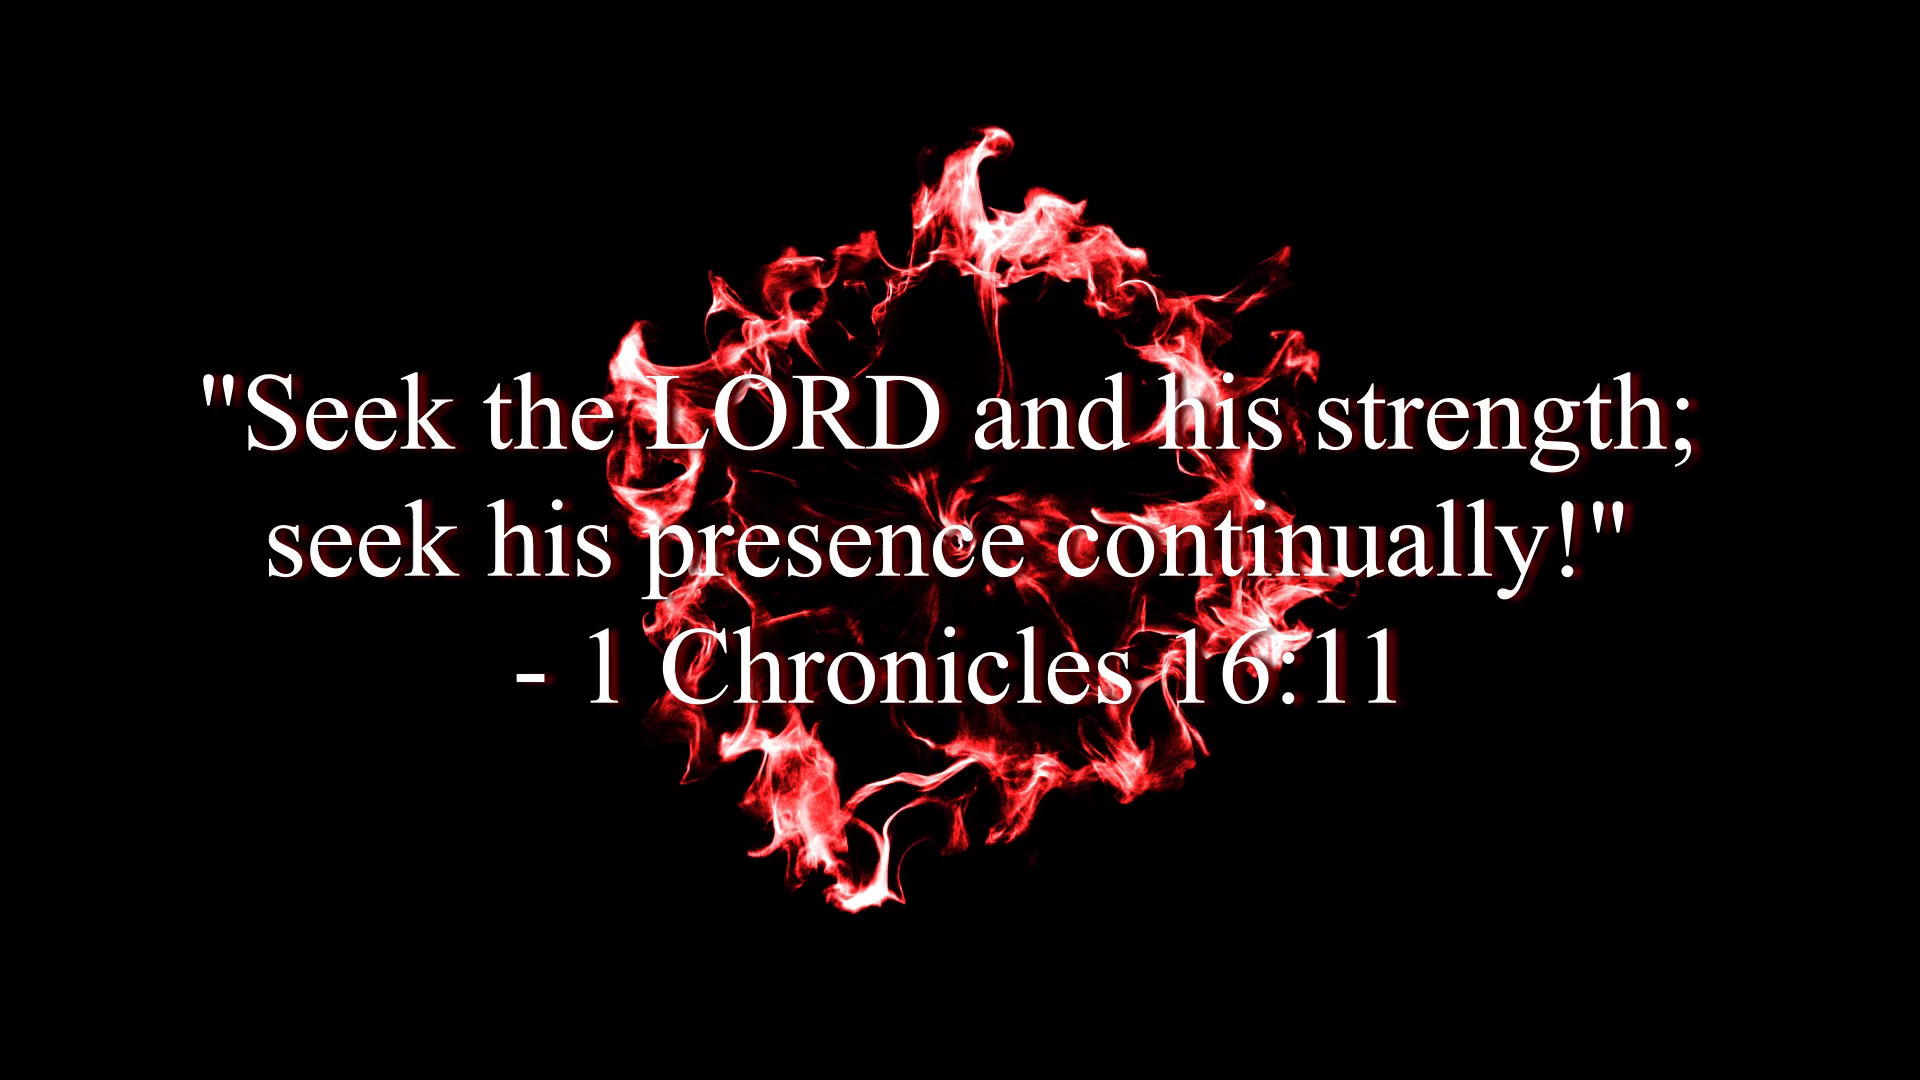 "Seek the LORD and his strength;
seek his presence continually!"
- 1 Chronicles 16:11